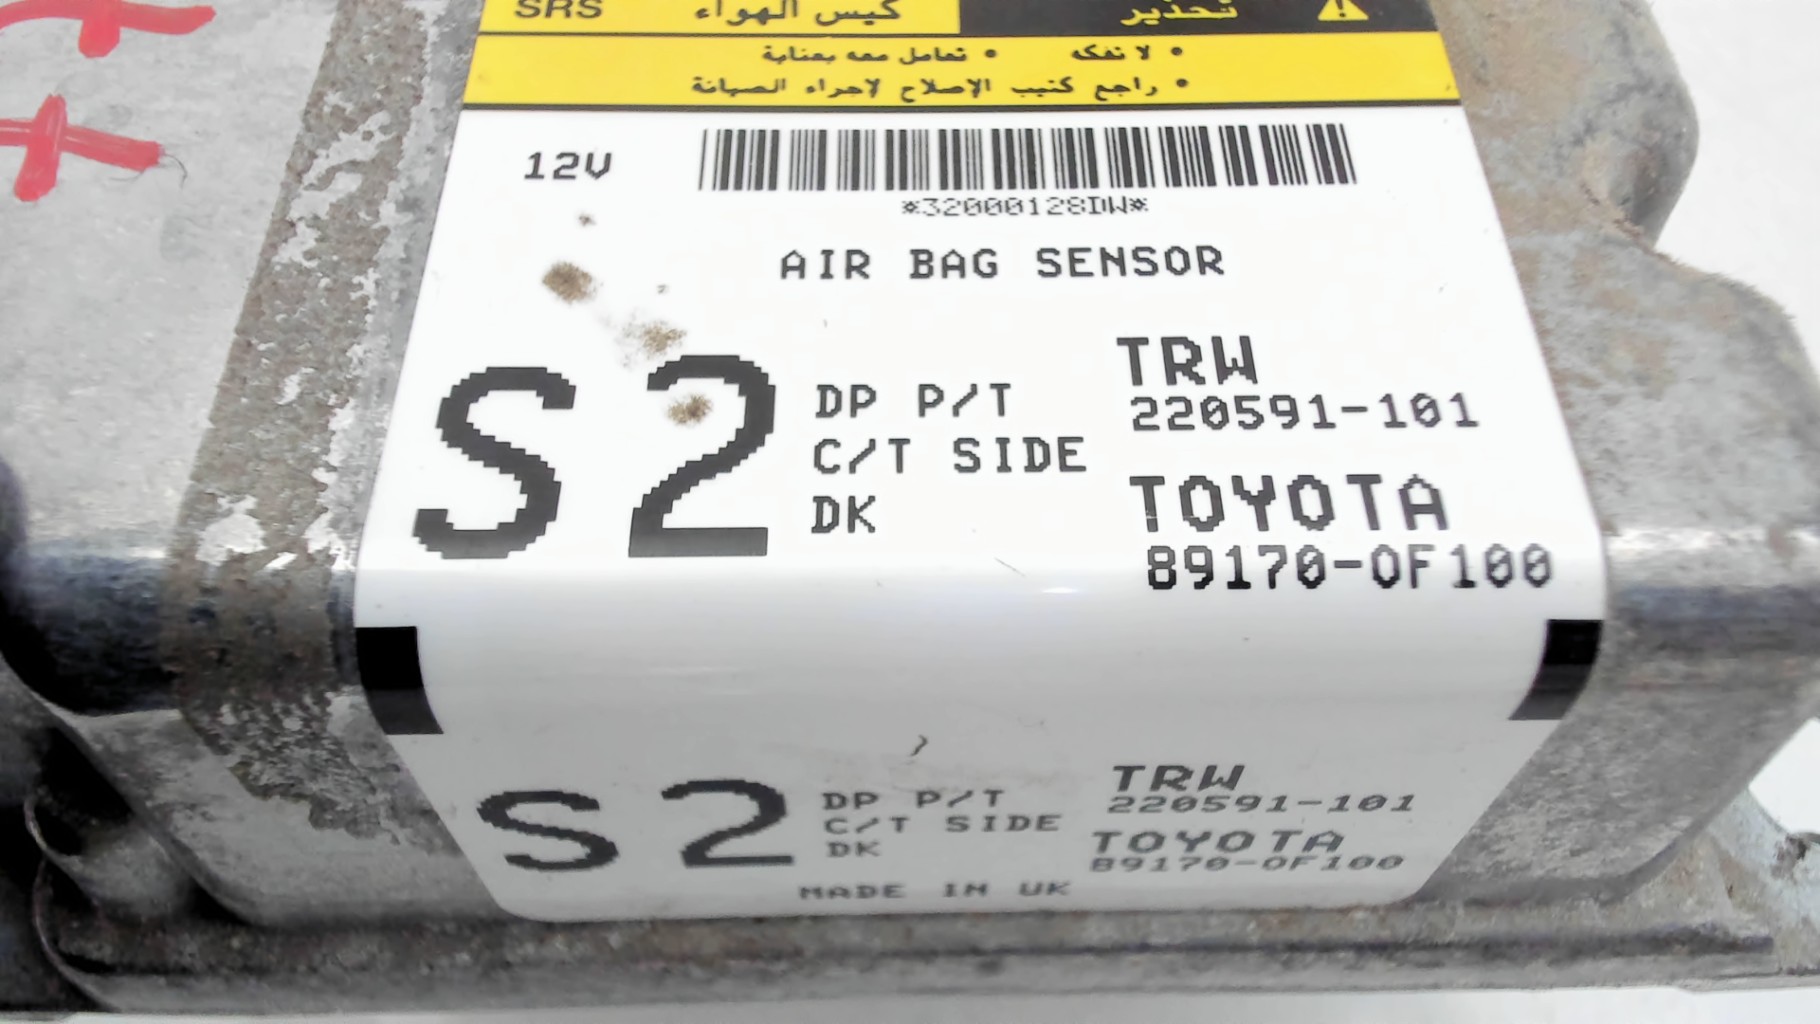 SRS كيس الهواء تحذير
• لا تفكه • تعامل معه بعناية
• راجع كتيب الإصلاح لاجراء الصيانة
12V
*32000128DW*
AIR BAG SENSOR
S2
DP P/T
C/T SIDE
DK
TRW
220591-101
TOYOTA
89170-0F100
S2
DP P/T
C/T SIDE
DK
TRW
220591-101
TOYOTA
89170-0F100
MADE IN UK